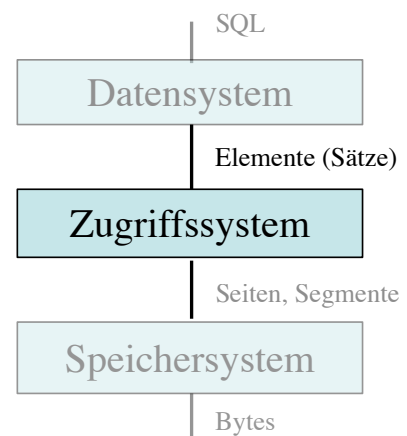 SQL
Datensystem
Elemente (Sätze)
Zugriffssystem
Seiten, Segmente
Speichersystem
Bytes